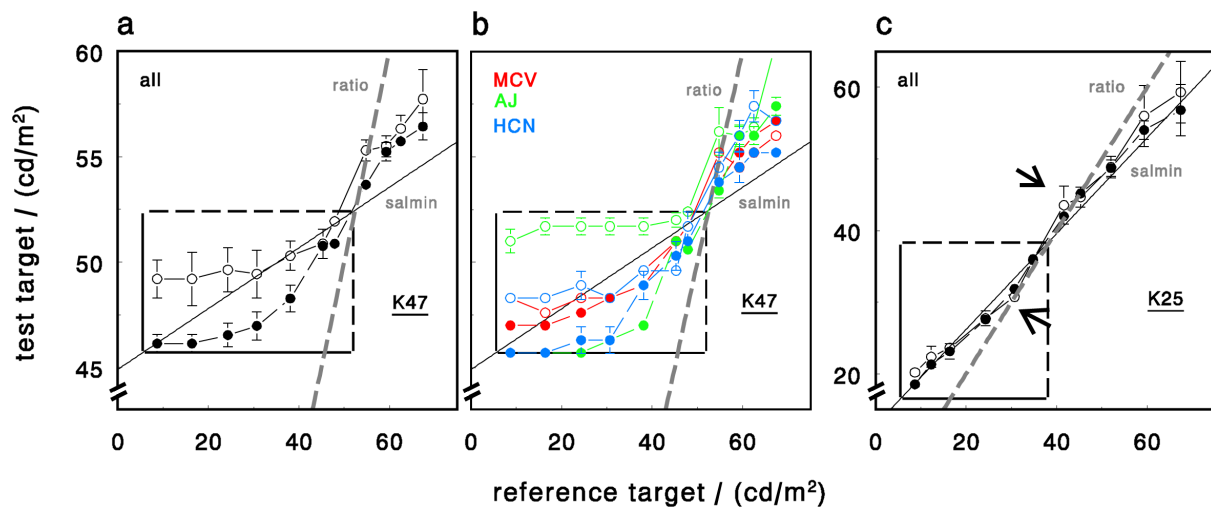 a
b
c
60
55
50
45
test target / (cd/m²)
all
ratio
salmin
K47
0
20
40
60
MCV
AJ
HCN
ratio
salmin
K47
0
20
40
60
60
40
20
all
ratio
salmin
K25
0
20
40
60
reference target / (cd/m²)